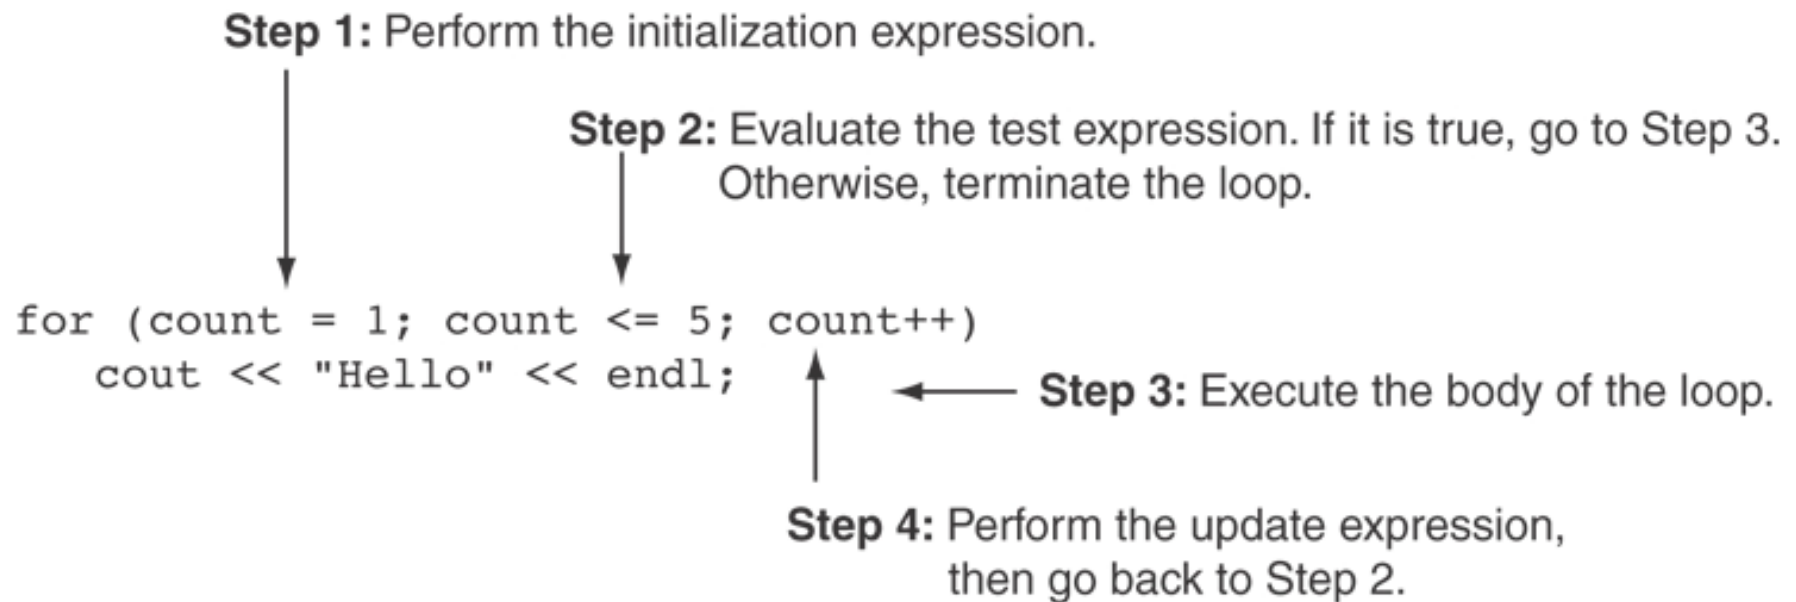 Step 1: Perform the initialization expression.
Step 2: Evaluate the test expression. If it is true, go to Step 3.
Otherwise, terminate the loop.
for (count = 1; count <= 5; count++)
cout << "Hello" << endl;
Step 3: Execute the body of the loop.
Step 4: Perform the update expression,
then go back to Step 2.